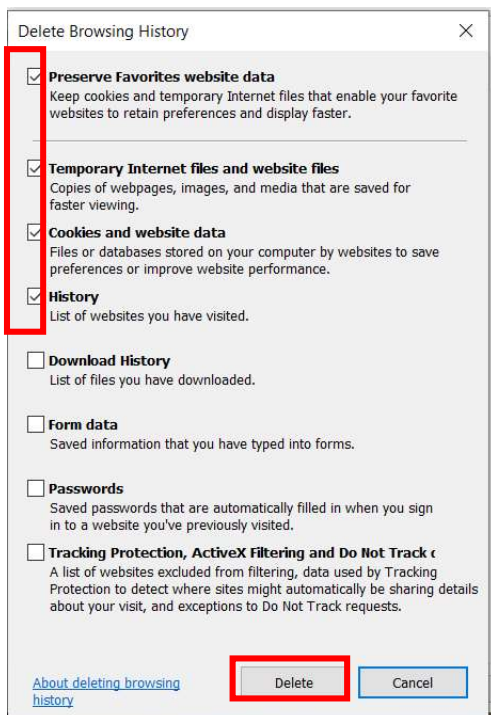 Delete Browsing History
Preserve Favorites website data
Keep cookies and temporary Internet files that enable your favorite
websites to retain preferences and display faster.
Temporary Internet files and website files
Copies of webpages, images, and media that are saved for
faster viewing.
Cookies and website data
Files or databases stored on your computer by websites to save
preferences or improve website performance.
History
List of websites you have visited.
Download History
List of files you have downloaded.
Form data
Saved information that you have typed into forms.
Passwords
Saved passwords that are automatically filled in when you sign
in to a website you've previously visited.
Tracking Protection, ActiveX Filtering and Do Not Track
A list of websites excluded from filtering, data used by Tracking
Protection to detect where sites might automatically be sharing details
about your visit, and exceptions to Do Not Track requests.
About deleting browsing
history
Delete
Cancel